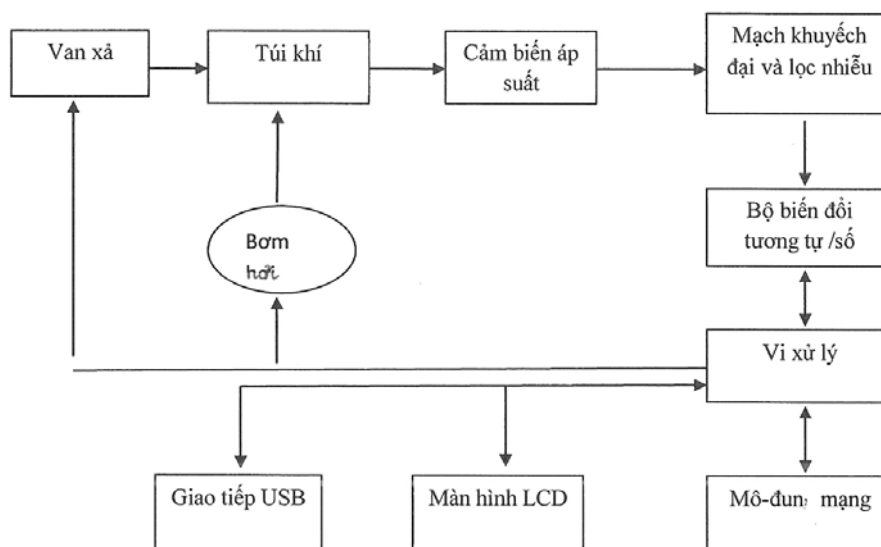 Van xả
Túi khí
Cảm biến áp
suất
Mạch khuyếch
đại và lọc nhiễu
Bơm
hơi
Bộ biến đổi
tương tự /số
Vi xử lý
Giao tiếp USB
Màn hình LCD
Mô-đun mạng